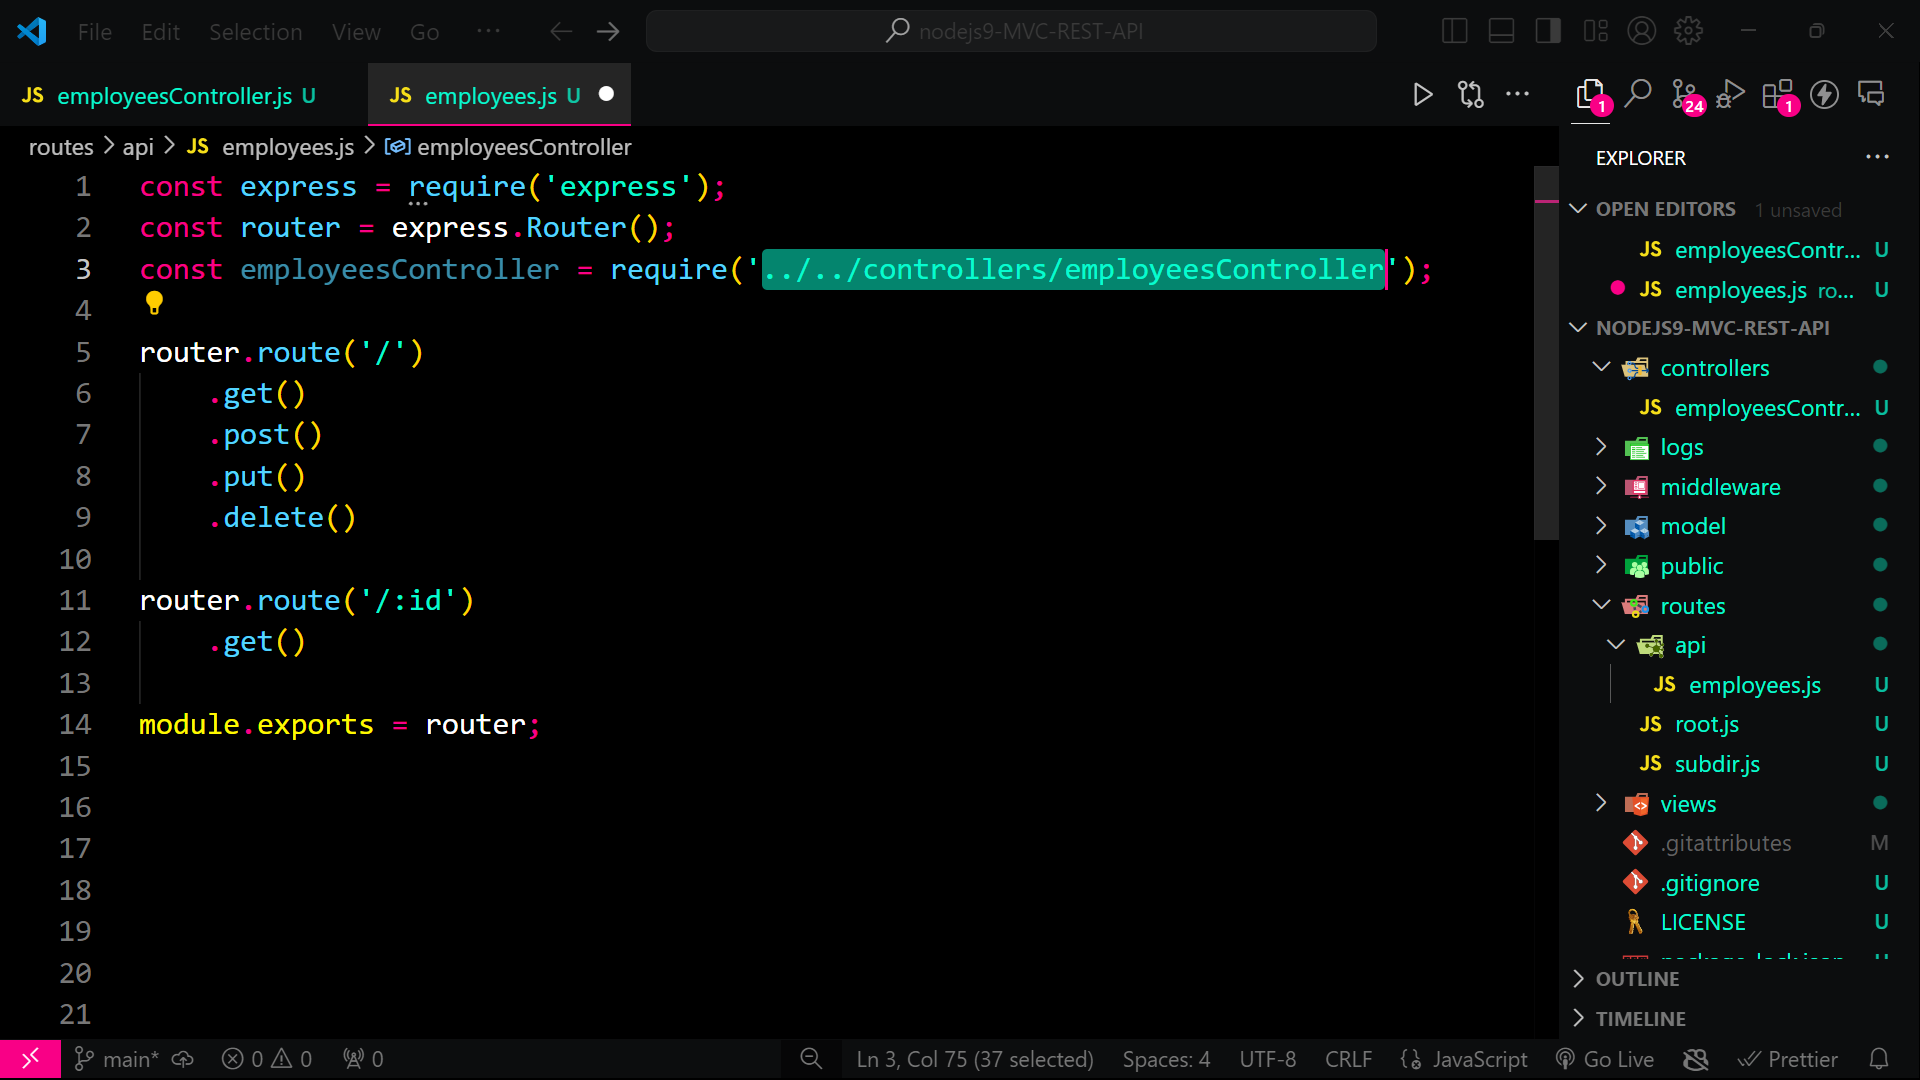 File Edit Selection View Go ··· nodejs9-MVC-REST-API
JS employeesController.js U JS employees.js U
1 24 1
routes > api > JS employees.js > employeesController
EXPLORER
1 const express = require('express');
2 const router = express.Router();
3 const employeesController = require('../../controllers/employeesController');
4
5 router.route('/')
6 .get()
7 .post()
8 .put()
9 .delete()
10
11 router.route('/:id')
12 .get()
13
14 module.exports = router;
15
16
17
18
19
20
21
OPEN EDITORS 1 unsaved
JS employeesContr... U
JS employees.js ro... U
NODEJS9-MVC-REST-API
controllers
JS employeesContr... U
logs
middleware
model
public
routes
api
JS employees.js U
JS root.js U
JS subdir.js U
views
.gitattributes M
.gitignore U
LICENSE U
OUTLINE
TIMELINE
main* 0 0 0 Ln 3, Col 75 (37 selected) Spaces: 4 UTF-8 CRLF {} JavaScript Go Live Prettier